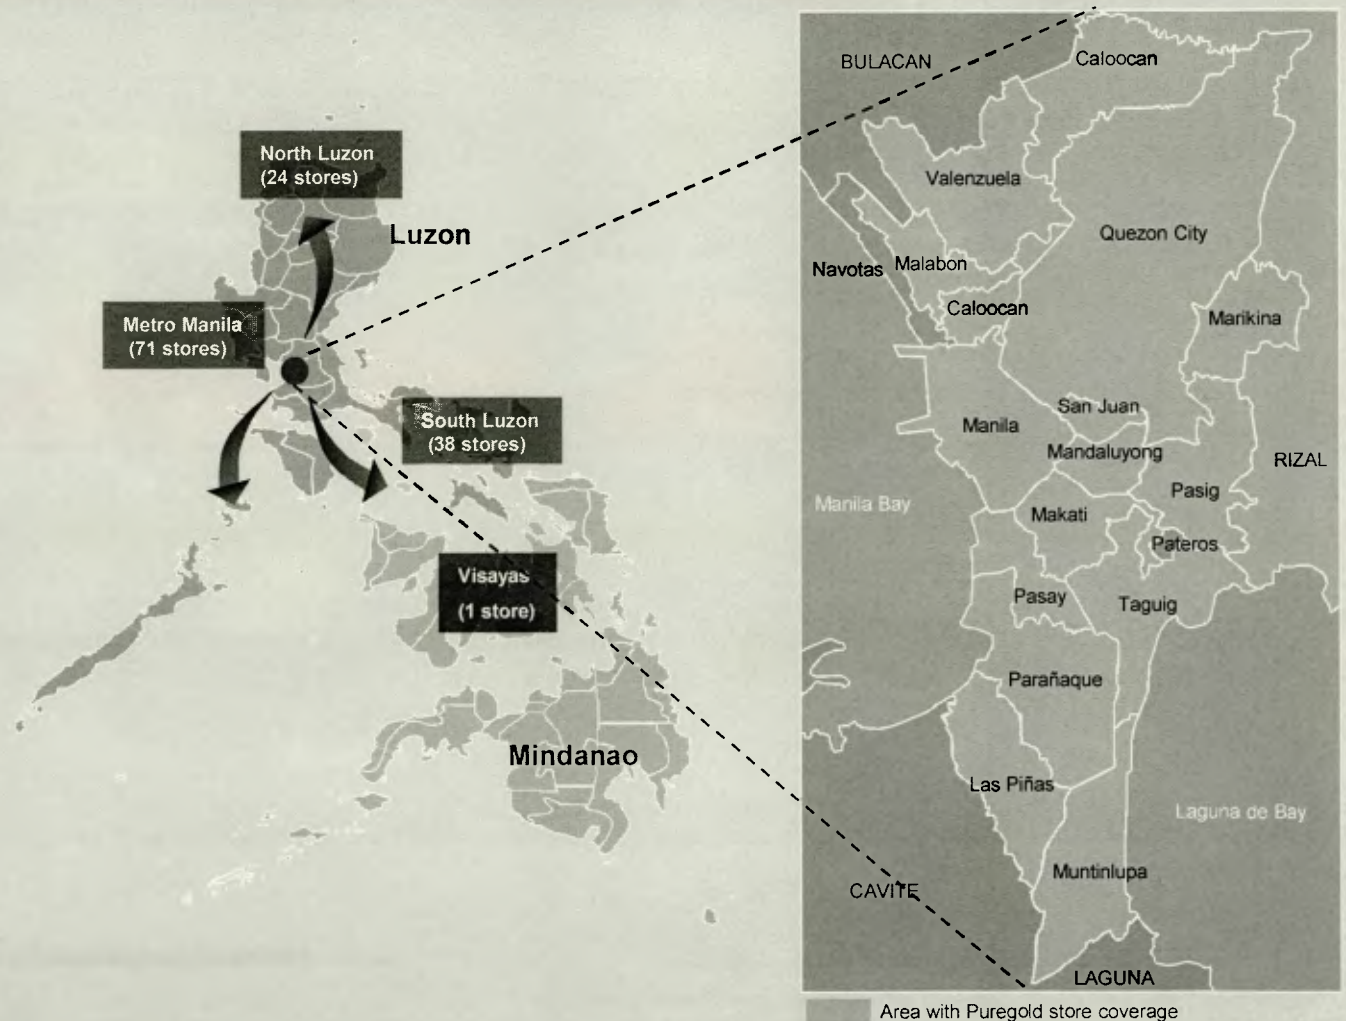 North Luzon
(24 stores)
Luzon
Metro Manila
(71 stores)
South Luzon
(38 stores)
Visayas
(1 store)
Mindanao
BULACAN
Caloocan
Valenzuela
Quezon City
Navotas
Malabon
Caloocan
Marikina
San Juan
Manila
Mandaluyong
RIZAL
Pasig
Manila Bay
Makati
Pateros
Pasay
Taguig
Parañaque
Las Piñas
Laguna de Bay
Muntinlupa
CAVITE
LAGUNA
Area with Puregold store coverage